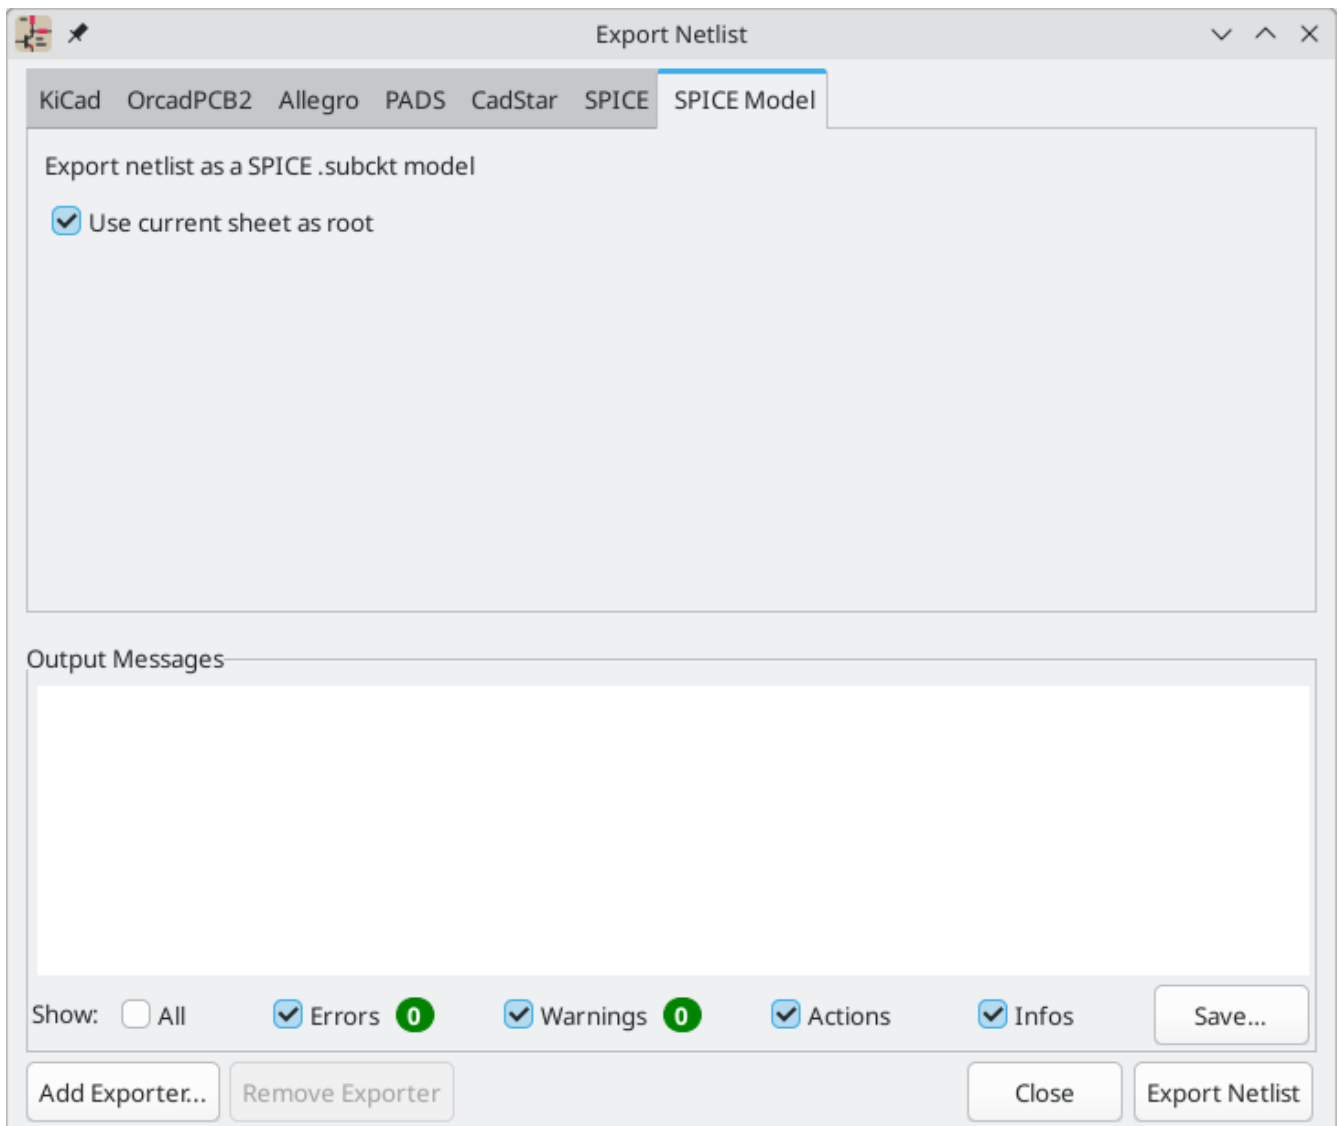 Export Netlist
KiCad OrcadPCB2 Allegro PADS CadStar SPICE SPICE Model
Export netlist as a SPICE .subckt model
Use current sheet as root
Output Messages
Show: All Errors 0 Warnings 0 Actions Infos Save...
Add Exporter... Remove Exporter Close Export Netlist